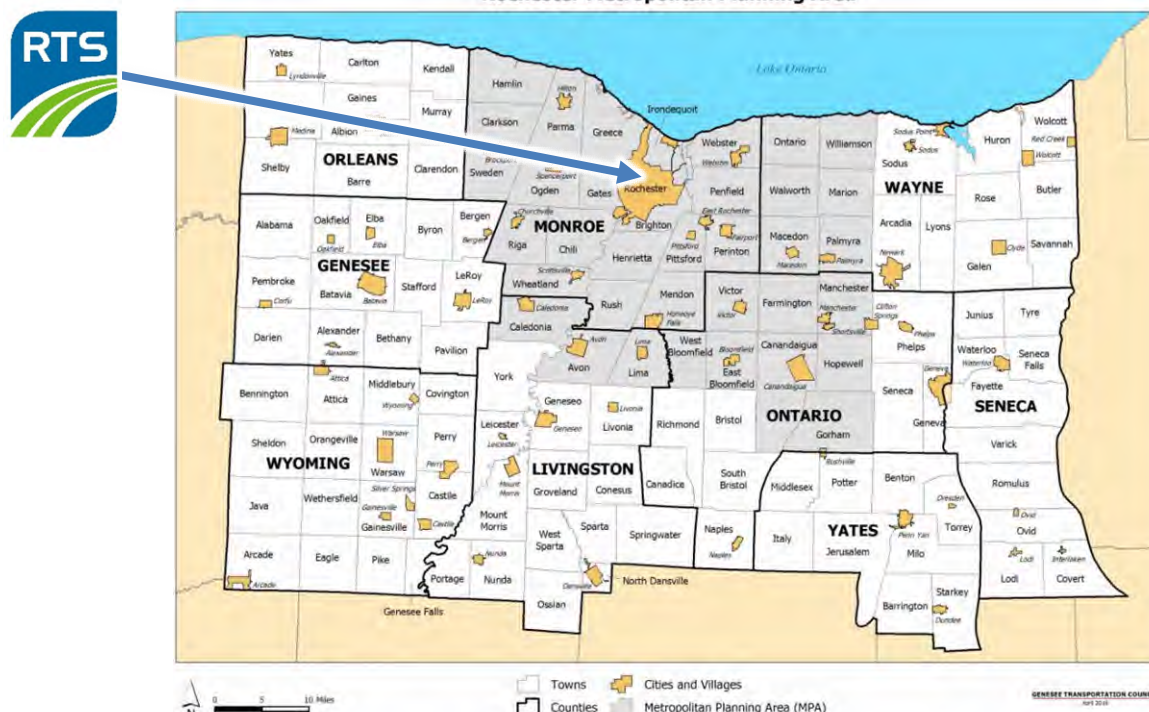 RTS
Lake Ontario
Yates
Lyndonville
Carlton
Kendall
Hamlin
Hilton
Parma
Greece
Irondequoit
Gaines
Murray
Clarkson
Medina
Albion
Shelby
ORLEANS
Barre
Clarendon
Sweden
Spencerport
Ogden
Gates
Rochester
Webster
Webster
Penfield
Ontario
Williamson
Walworth
Marion
Sodus Point
Sodus
Sodus
Huron
Wolcott
Red Creek
Wolcott
WAYNE
Rose
Butler
Alabama
Oakfield
Oakfield
Elba
Elba
Byron
Bergen
Bergen
Churchville
Riga
MONROE
Chili
Brighton
Henrietta
East Rochester
Fairport
Pittsford
Pittsford
Perinton
Macedon
Macedon
Palmyra
Palmyra
Arcadia
Newark
Lyons
Clyde
Galen
Savannah
GENESEE
Pembroke
Corfu
Batavia
Batavia
Stafford
LeRoy
LeRoy
Scottsville
Wheatland
Rush
Mendon
Honeoye
Falls
Victor
Victor
Farmington
Manchester
Manchester
Shortsville
Clifton
Springs
Phelps
Phelps
Junius
Tyre
Darien
Alexander
Alexander
Bethany
Pavilion
Caledonia
Caledonia
Avon
Avon
Lima
Lima
West
Bloomfield
Bloomfield
East
Bloomfield
Canandaigua
Canandaigua
Hopewell
Seneca
Geneva
Geneva
Waterloo
Waterloo
Seneca
Falls
Fayette
SENECA
Bennington
Attica
Attica
Middlebury
Wyoming
Covington
York
Geneseo
Geneseo
Livonia
Livonia
Richmond
Bristol
ONTARIO
Gorham
Rushville
Varick
Sheldon
Orangeville
WYOMING
Warsaw
Warsaw
Perry
Perry
Leicester
Leicester
Mount
Morris
LIVINGSTON
Groveland
Conesus
Canadice
South
Bristol
Middlesex
Potter
Benton
Dresden
Romulus
Java
Wethersfield
Silver Springs
Gainesville
Gainesville
Castile
Castile
Mount
Morris
West
Sparta
Sparta
Springwater
Naples
Naples
Italy
YATES
Jerusalem
Penn Yan
Milo
Torrey
Ovid
Ovid
Arcade
Arcade
Eagle
Pike
Portage
Nunda
Nunda
Dansville
North Dansville
Ossian
Genesee Falls
Barrington
Starkey
Dundee
Lodi
Lodi
Interlaken
Covert
0 5 10 Miles
Towns
Cities and Villages
Counties
Metropolitan Planning Area (MPA)